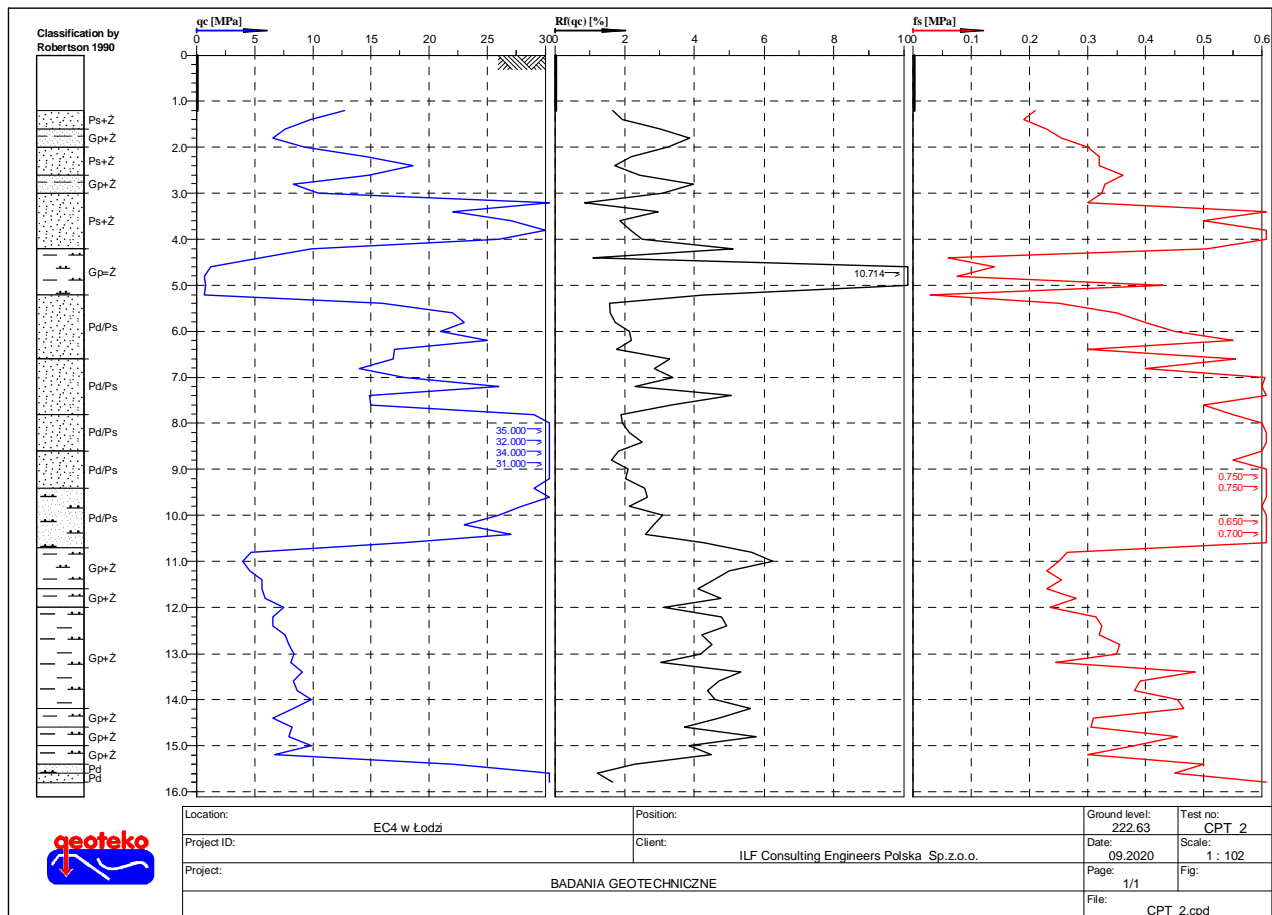 Classification by
Robertson 1990
qc [MPa]
Rf(qc) [%]
fs [MPa]
0 5 10 15 20 25 30
0 2 4 6 8 10
0 0.1 0.2 0.3 0.4 0.5 0.6
0
1.0
2.0
3.0
4.0
5.0
6.0
7.0
8.0
9.0
10.0
11.0
12.0
13.0
14.0
15.0
16.0
Ps+Ż
Gp+Ż
Ps+Ż
Gp+Ż
Ps+Ż
Gp=Ż
Pd/Ps
Pd/Ps
Pd/Ps
Pd/Ps
Pd/Ps
Gp+Ż
Gp+Ż
Gp+Ż
Gp+Ż
Gp+Ż
Gp+Ż
Pd
Pd
35.000
32.000
34.000
31.000
10.714
0.750
0.750
0.650
0.700
geoteko
Location:
EC4 w Łodzi
Position:
Ground level:
222.63
Test no:
CPT_2
Project ID:
Client:
ILF Consulting Engineers Polska Sp.z.o.o.
Date:
09.2020
Scale:
1 : 102
Project:
BADANIA GEOTECHNICZNE
Page:
1/1
Fig:
File:
CPT_2.cpd